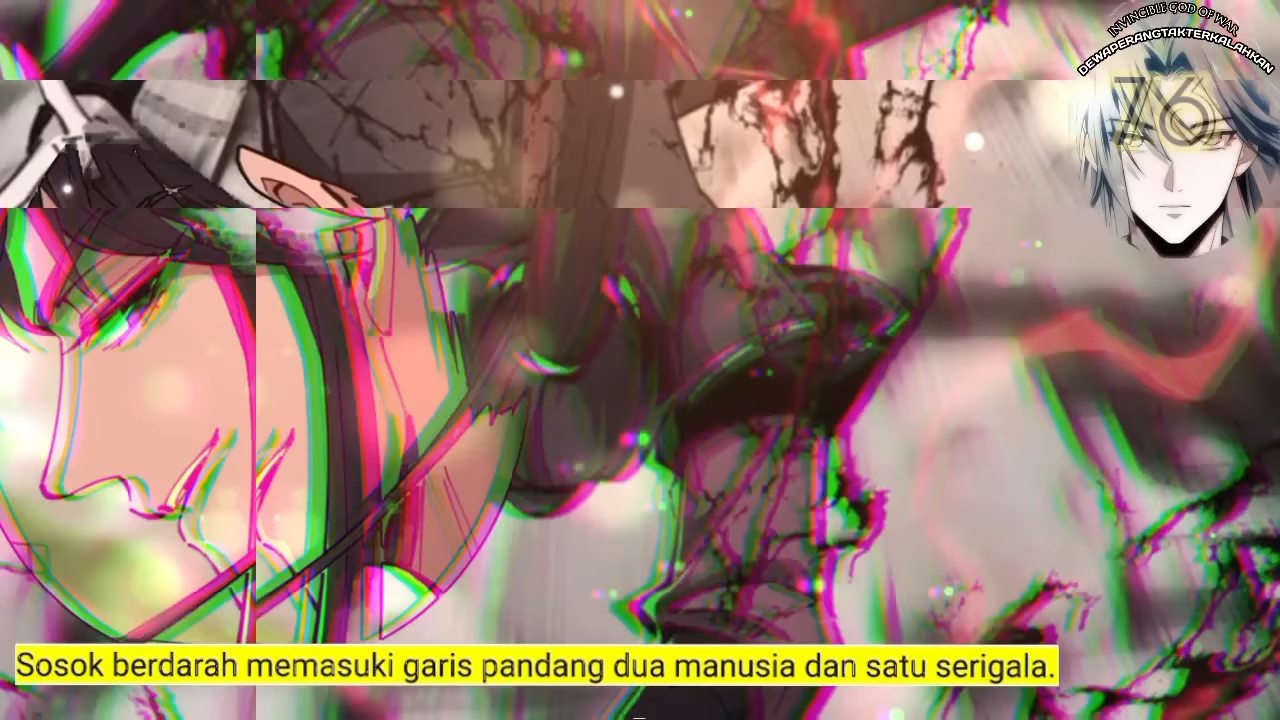 INVINCIBLE GOD OF WAR
DEWAPERANGTAKTERKALAHKAN
76
Sosok berdarah memasuki garis pandang dua manusia dan satu serigala.